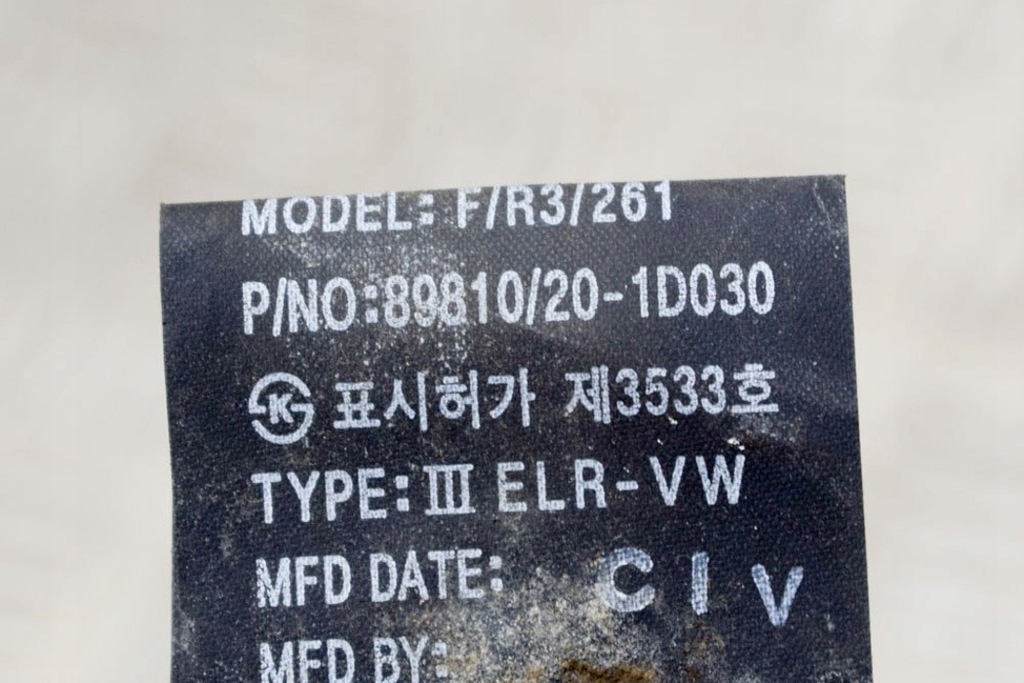 MODEL: F/R3/261
P/NO:89810/20-1D030
K 표시허가 제3533호
TYPE:Ⅲ ELR-VW
MFD DATE: C I V
MFD BY: